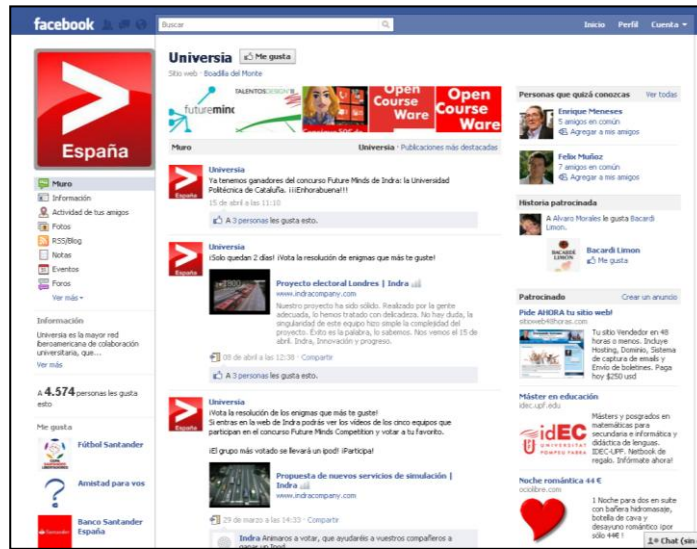 facebook
Buscar
Inicio Perfil Cuenta
España
Muro
Información
Actividad de tus amigos
Fotos
RSS/Blog
Notas
Eventos
Foros
Ver más
Información
Universia es la mayor red
iberoamericana de colaboración
universitaria, que...
Ver más
A 4.574 personas les gusta
esto
Me gusta
Fútbol Santander
Amistad para vos
Banco Santander
España
Universia Me gusta
Sitio web · Boadilla del Monte
futureminds
TALENTOSDESIGN'
Open
Course
Ware
Open
Course
Ware
Muro Universia · Publicaciones más destacadas
España
Universia
Ya tenemos ganadores del concurso Future Minds de Indra: la Universidad
Politécnica de Cataluña. ¡¡¡Enhorabuena!!!
15 de abril a las 11:10
A 3 personas les gusta esto.
España
Universia
¡Solo quedan 2 días! ¡Vota la resolución de enigmas que más te guste!
Proyecto electoral Londres | Indra
www.indracompany.com
Nuestro proyecto ha sido sólido. Realizado por la gente
adecuada, lo hemos tratado con delicadeza. No hay duda, la
singularidad de este equipo hizo simple la complejidad del
proyecto. Éxito es la palabra, lo sabemos. Nos vemos el 15 de
abril. Indra, Innovación y progreso.
08 de abril a las 12:38 · Compartir
A 3 personas les gusta esto.
España
Universia
¡Vota la resolución de los enigmas que más te guste!
Si entras en la web de Indra podrás ver los vídeos de los cinco equipos que
participan en el concurso Future Minds Competition y votar a tu favorito.
¡El grupo más votado se llevará un ipod! ¡Participa!
Propuesta de nuevos servicios de simulación |
Indra
www.indracompany.com
29 de marzo a las 14:33 · Compartir
Indra Animaros a votar, que ayudaréis a vuestros compañeros a
ganar un Ipod
Personas que quizá conozcas Ver todas
Enrique Meneses
5 amigos en común
Agregar a mis amigos
Felix Muñoz
7 amigos en común
Agregar a mis amigos
Historia patrocinada
A Alvaro Morales le gusta Bacardi
Limon.
BACARDI
LIMON
Bacardi Limon
Me gusta
Patrocinado Crear un anuncio
Pide AHORA tu sitio web!
sitioweb48horas.com
Tu sitio Vendedor en 48
horas o menos. Incluye
Hosting, Dominio, Sistema
de captura de emails y
Envío de boletines. Paga
hoy $250 usd
Máster en educación
idec.upf.edu
idEC
UNIVERSITAT
POMPEU FABRA
Másters y posgrados en
matemáticas para
secundaria e informática y
didáctica de lenguas.
IDEC-UPF. Netbook de
regalo. Infórmate ahora!
Noche romántica 44 €
ociolibre.com
1 Noche para dos en suite
con bañera hidromasaje,
botella de cava y
desayuno romántico ¡por
sólo 44€ !
Chat (sin